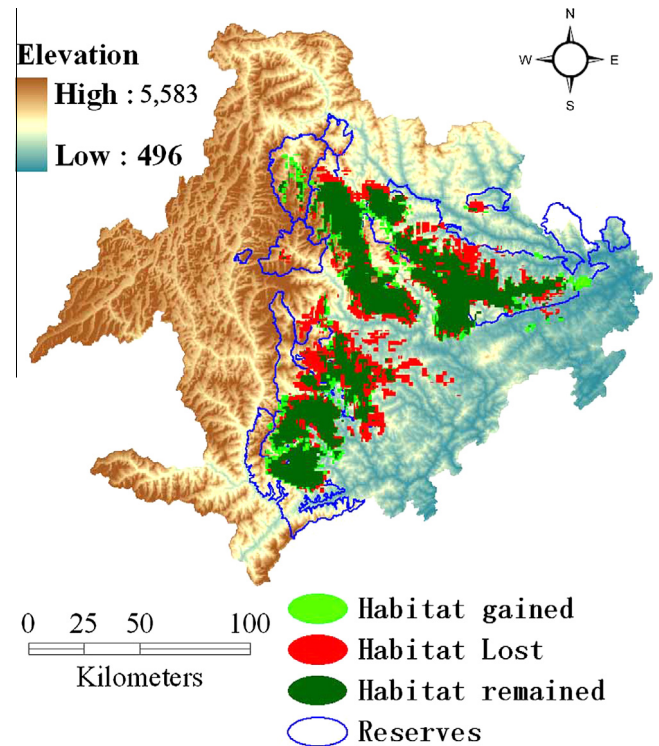 N
W E
S
Elevation
High : 5,583
Low : 496
0 25 50 100
Kilometers
Habitat gained
Habitat Lost
Habitat remained
Reserves